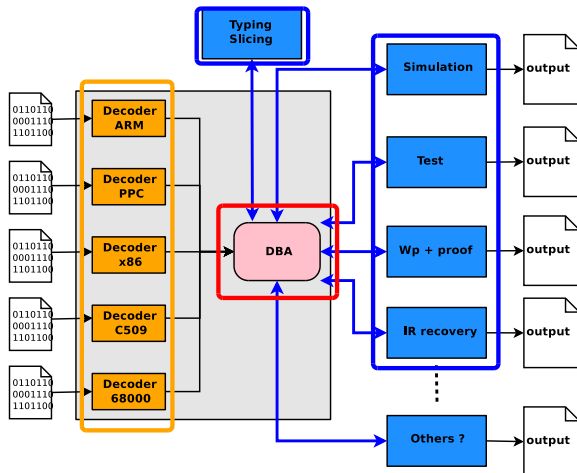 Typing
Slicing
0110110
0001110
1101100
Decoder
ARM
0110110
0001110
1101100
Decoder
PPC
0110110
0001110
1101100
Decoder
x86
0110110
0001110
1101100
Decoder
C509
0110110
0001110
1101100
Decoder
68000
DBA
Simulation
output
Test
output
Wp + proof
output
IR recovery
output
Others ?
output